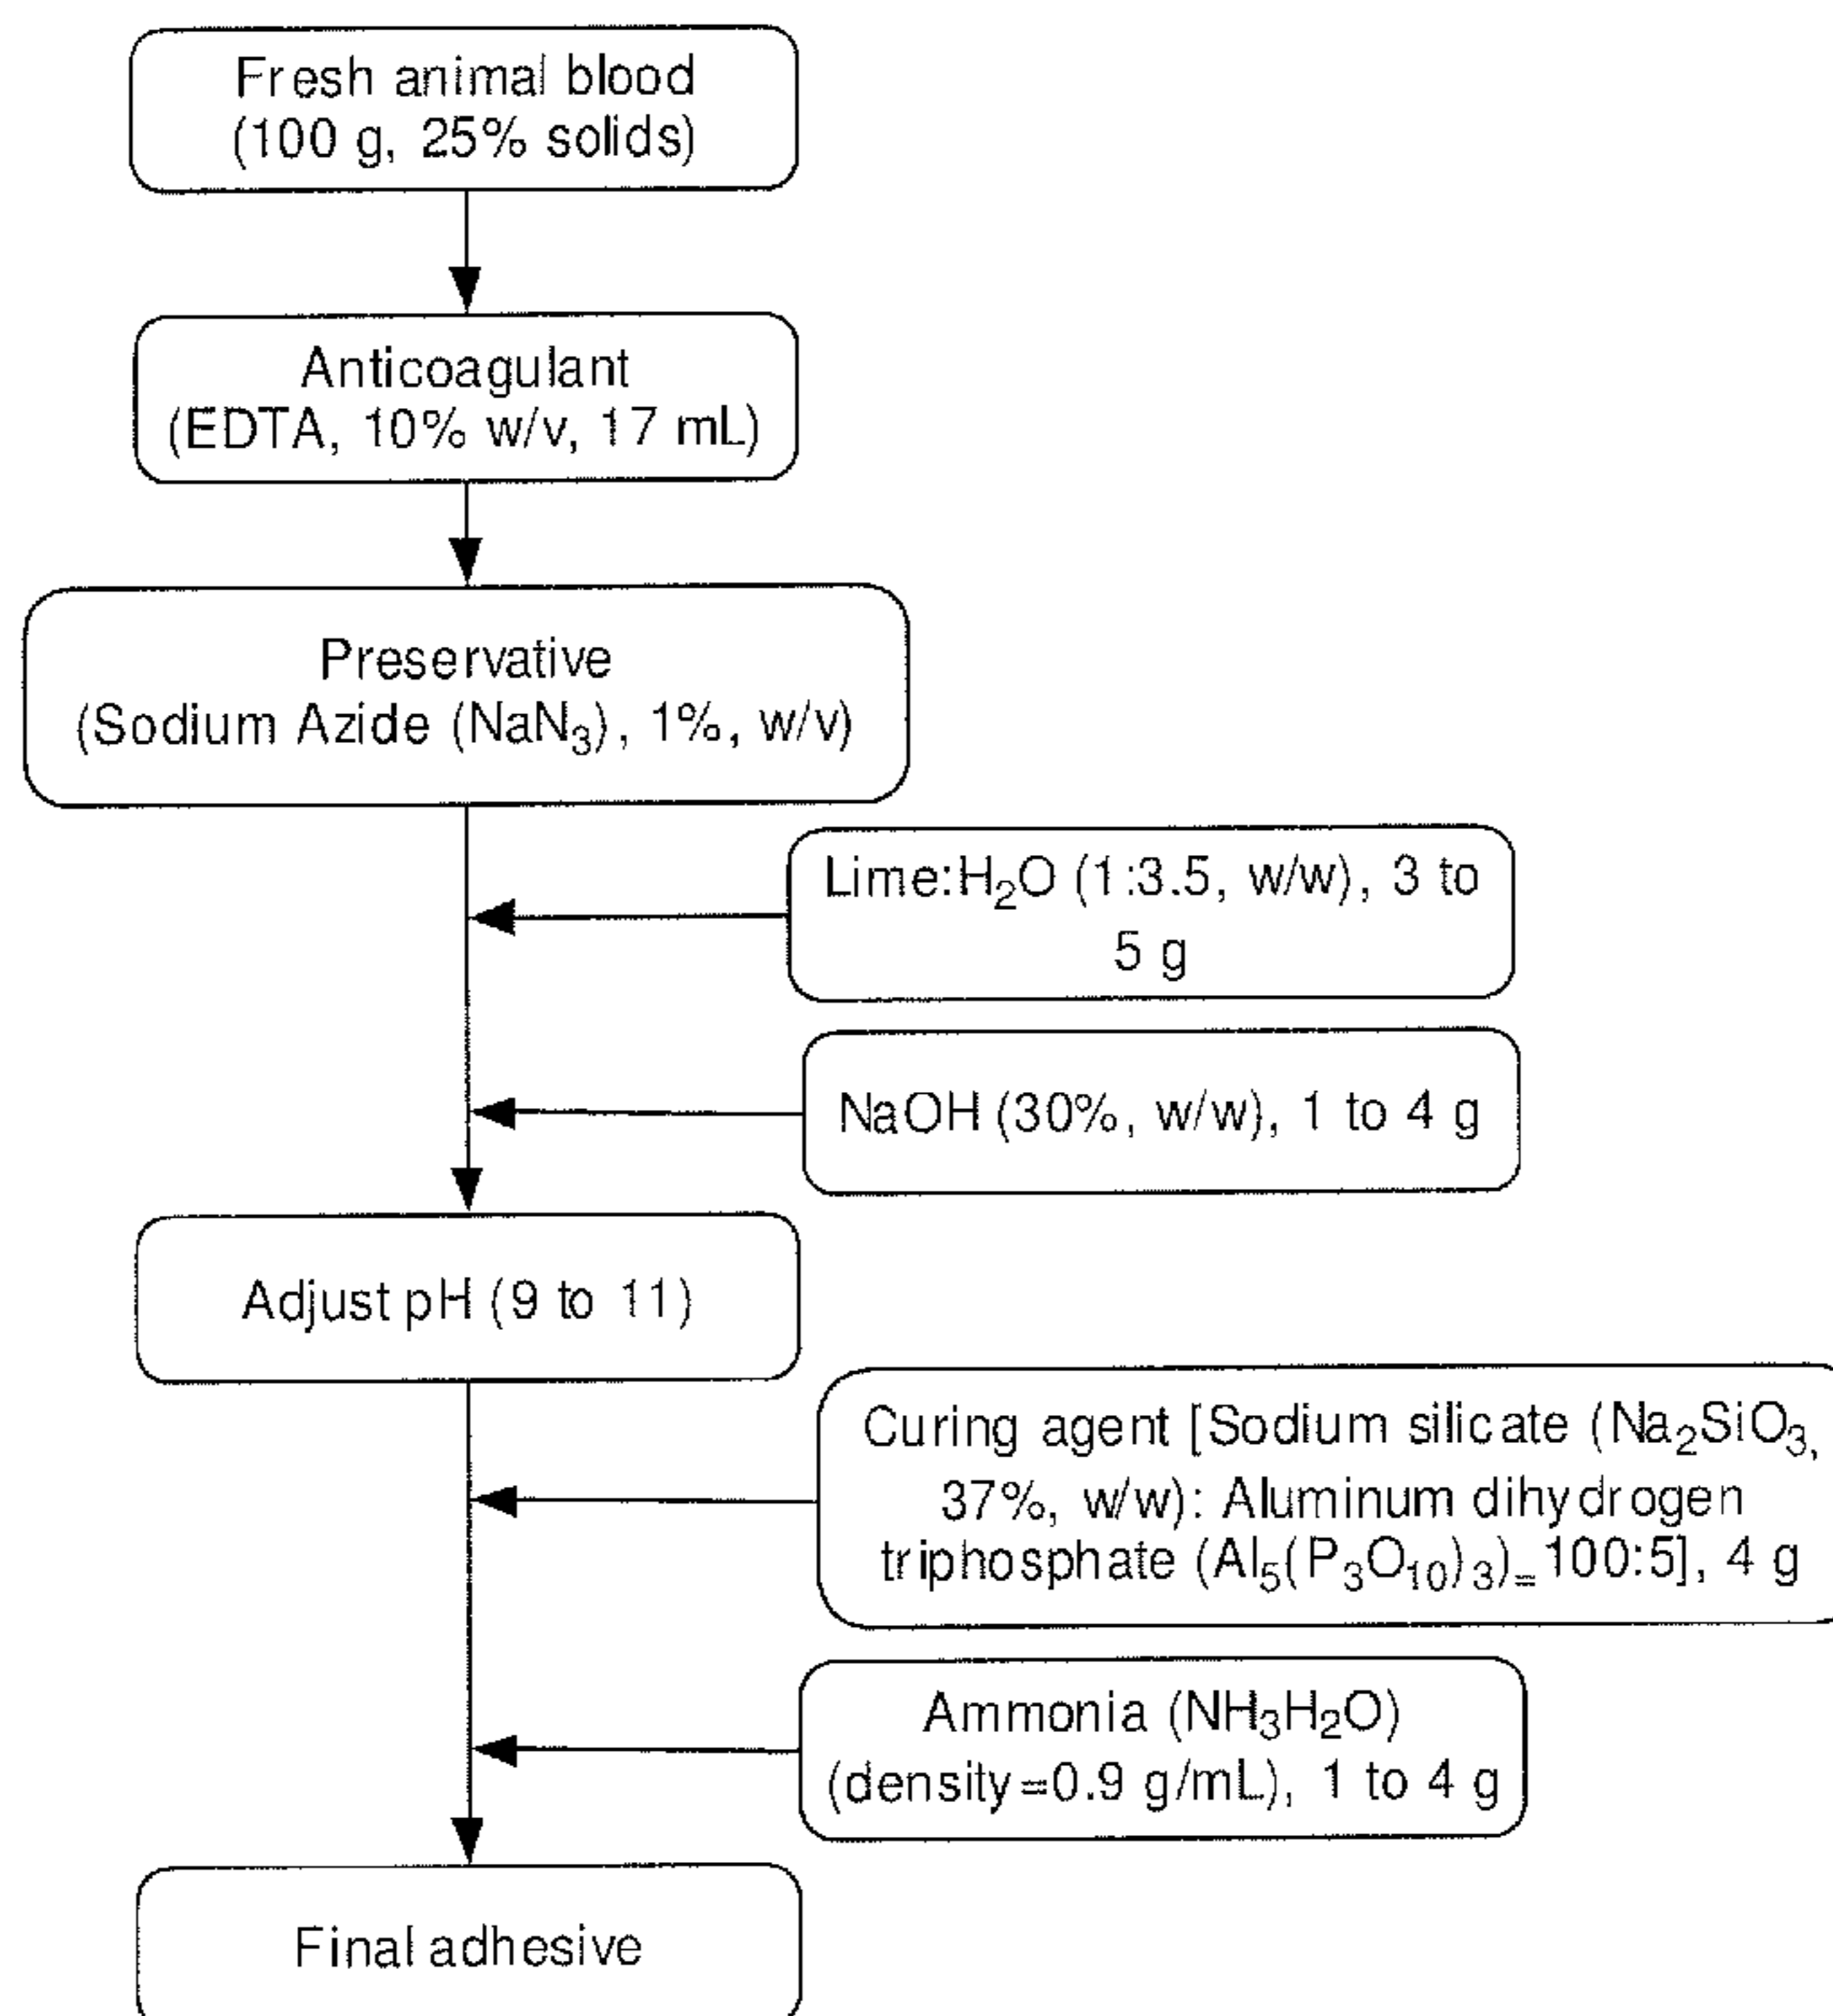 Fresh animal blood
(100 g, 25% solids)
Anticoagulant
(EDTA, 10% w/v, 17 mL)
Preservative
(Sodium Azide (NaN₃), 1%, w/v)
Lime:H₂O (1:3.5, w/w), 3 to
5 g
NaOH (30%, w/w), 1 to 4 g
Adjust pH (9 to 11)
Curing agent [Sodium silicate (Na₂SiO₃,
37%, w/w): Aluminum dihydrogen
triphosphate (Al₅(P₃O₁₀)₃)₌100:5], 4 g
Ammonia (NH₃H₂O)
(density=0.9 g/mL), 1 to 4 g
Final adhesive